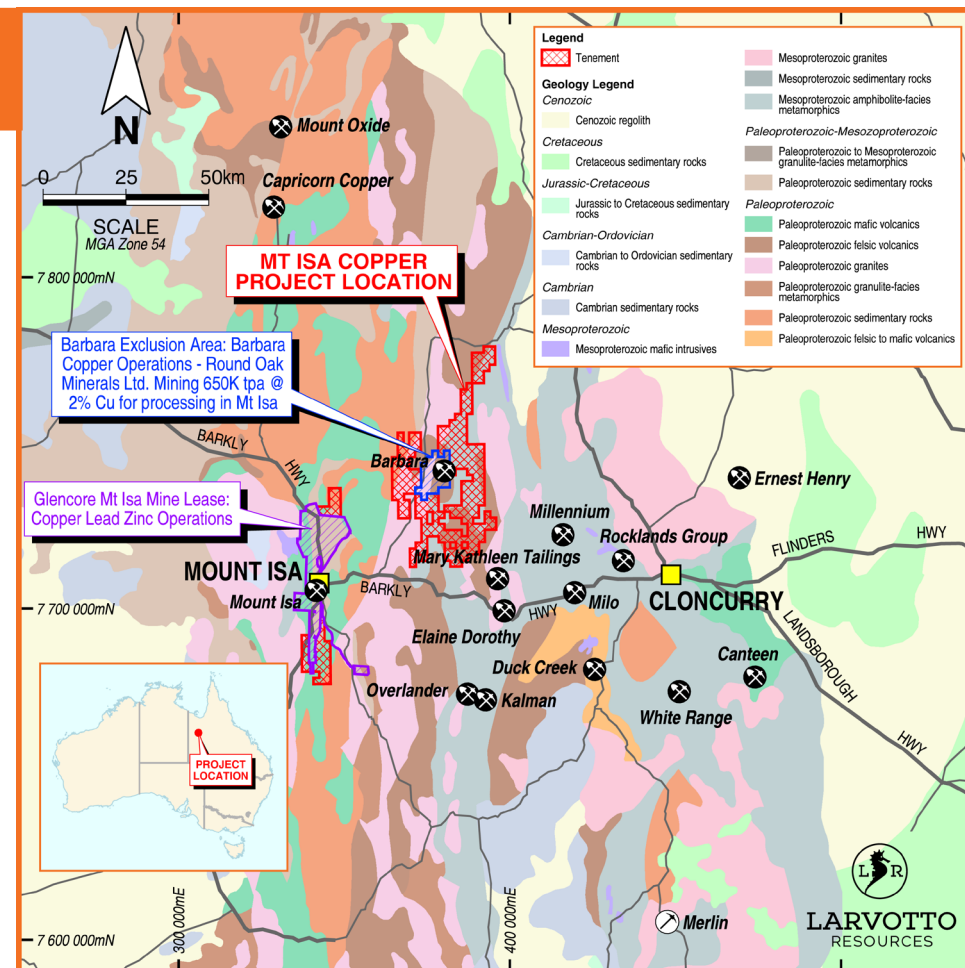 Legend
Tenement
Geology Legend
Cenozoic
Cenozoic regolith
Cretaceous
Cretaceous sedimentary rocks
Jurassic-Cretaceous
Jurassic to Cretaceous sedimentary
rocks
Cambrian-Ordovician
Cambrian to Ordovician sedimentary
rocks
Cambrian
Cambrian sedimentary rocks
Mesoproterozoic
Mesoproterozoic mafic intrusives
Mesoproterozoic granites
Mesoproterozoic sedimentary rocks
Mesoproterozoic amphibolite-facies
metamorphics
Paleoproterozoic-Mesozoproterozoic
Paleoproterozoic to Mesoproterozoic
granulite-facies metamorphics
Paleoproterozoic sedimentary rocks
Paleoproterozoic
Paleoproterozoic mafic volcanics
Paleoproterozoic felsic volcanics
Paleoproterozoic granites
Paleoproterozoic granulite-facies
metamorphics
Paleoproterozoic sedimentary rocks
Paleoproterozoic felsic to mafic volcanics
N
Mount Oxide
0 25 50km
SCALE
MGA Zone 54
Capricorn Copper
7 800 000mN
MT ISA COPPER
PROJECT LOCATION
Barbara Exclusion Area: Barbara
Copper Operations - Round Oak
Minerals Ltd. Mining 650K tpa @
2% Cu for processing in Mt Isa
BARKLY
HWY
Barbara
Ernest Henry
Glencore Mt Isa Mine Lease:
Copper Lead Zinc Operations
Millennium
Rocklands Group
FLINDERS
HWY
Mary Kathleen Tailings
MOUNT ISA
BARKLY
HWY
Mount Isa
7 700 000mN
Milo
CLONCURRY
Elaine Dorothy
LANDSBOROUGH
HWY
Duck Creek
Canteen
Overlander
Kalman
White Range
PROJECT
LOCATION
300 000mE
400 000mE
Merlin
7 600 000mN
L R
LARVOTTO
RESOURCES